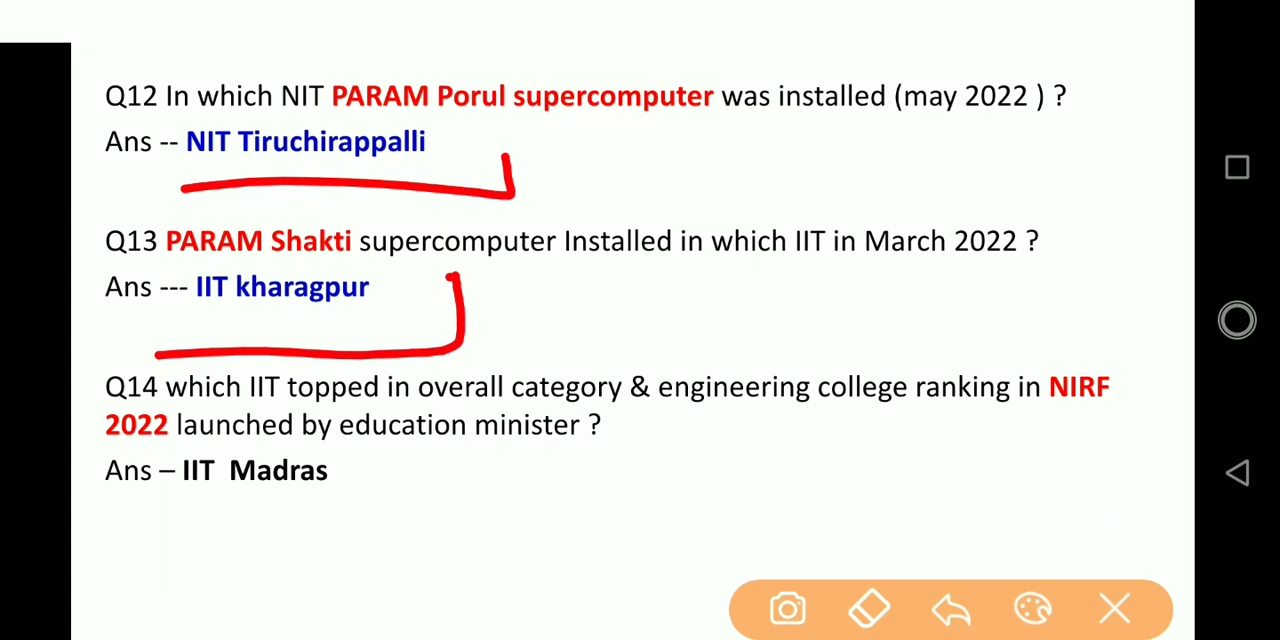 Q12 In which NIT PARAM Porul supercomputer was installed (may 2022 ) ?
Ans -- NIT Tiruchirappalli
Q13 PARAM Shakti supercomputer Installed in which IIT in March 2022 ?
Ans --- IIT kharagpur
Q14 which IIT topped in overall category & engineering college ranking in NIRF
2022 launched by education minister ?
Ans – IIT  Madras